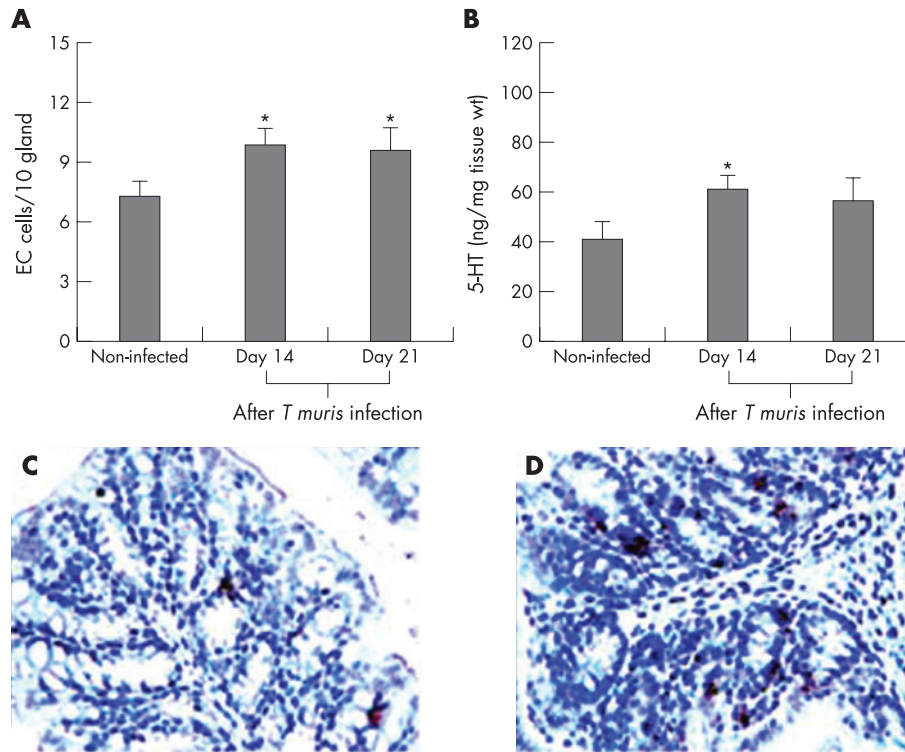 A
15
12
9
6
3
0
EC cells/10 gland
*
*
Non-infected
Day 14
Day 21
After T muris infection
B
120
100
80
60
40
20
0
5-HT (ng/mg tissue wt)
*
Non-infected
Day 14
Day 21
After T muris infection
C
D